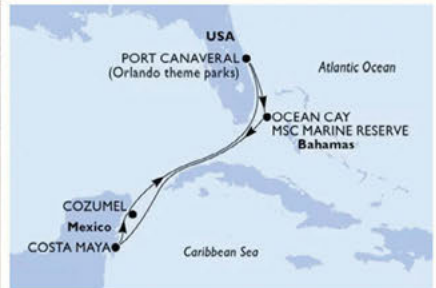 USA
PORT CANAVERAL
(Orlando theme parks)
Atlantic Ocean
OCEAN CAY
MSC MARINE RESERVE
Bahamas
COZUMEL
Mexico
COSTA MAYA
Caribbean Sea